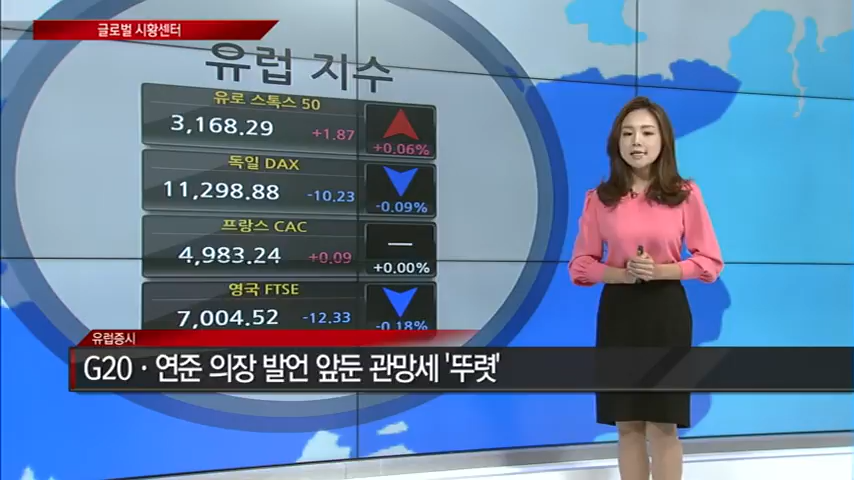 글로벌 시황센터
유럽 지수
유로 스톡스 50
3,168.29 +1.87 +0.06%
독일 DAX
11,298.88 -10.23 -0.09%
프랑스 CAC
4,983.24 +0.09 +0.00%
영국 FTSE
7,004.52 -12.33 -0.18%
유럽증시
G20 · 연준 의장 발언 앞둔 관망세 '뚜렷'